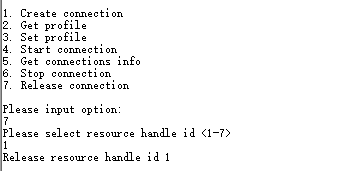 1. Create connection
2. Get profile
3. Set profile
4. Start connection
5. Get connections info
6. Stop connection
7. Release connection
Please input option:
7
Please select resource handle id <1-7>
1
Release resource handle id 1